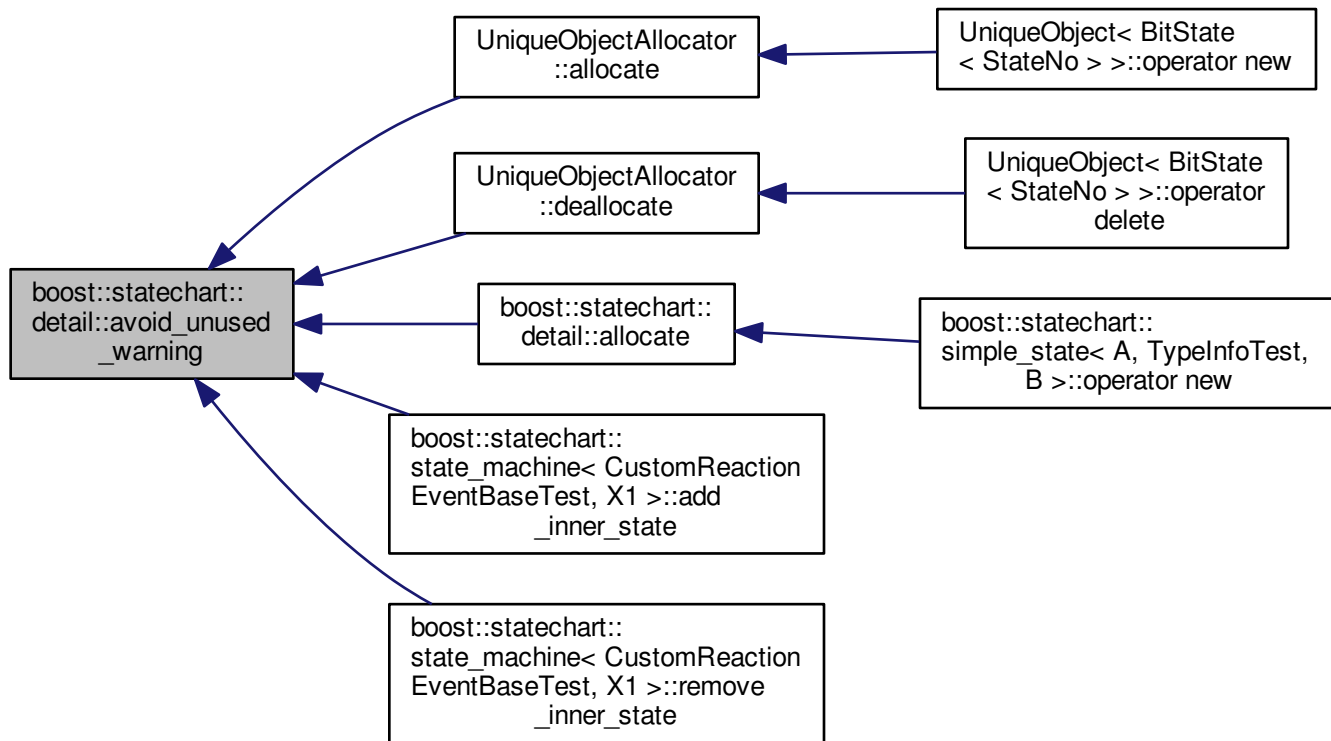 UniqueObjectAllocator
::allocate
UniqueObject< BitState
< StateNo > >::operator new
UniqueObjectAllocator
::deallocate
UniqueObject< BitState
< StateNo > >::operator
delete
boost::statechart::
detail::avoid_unused
_warning
boost::statechart::
detail::allocate
boost::statechart::
simple_state< A, TypeInfoTest,
B >::operator new
boost::statechart::
state_machine< CustomReaction
EventBaseTest, X1 >::add
_inner_state
boost::statechart::
state_machine< CustomReaction
EventBaseTest, X1 >::remove
_inner_state